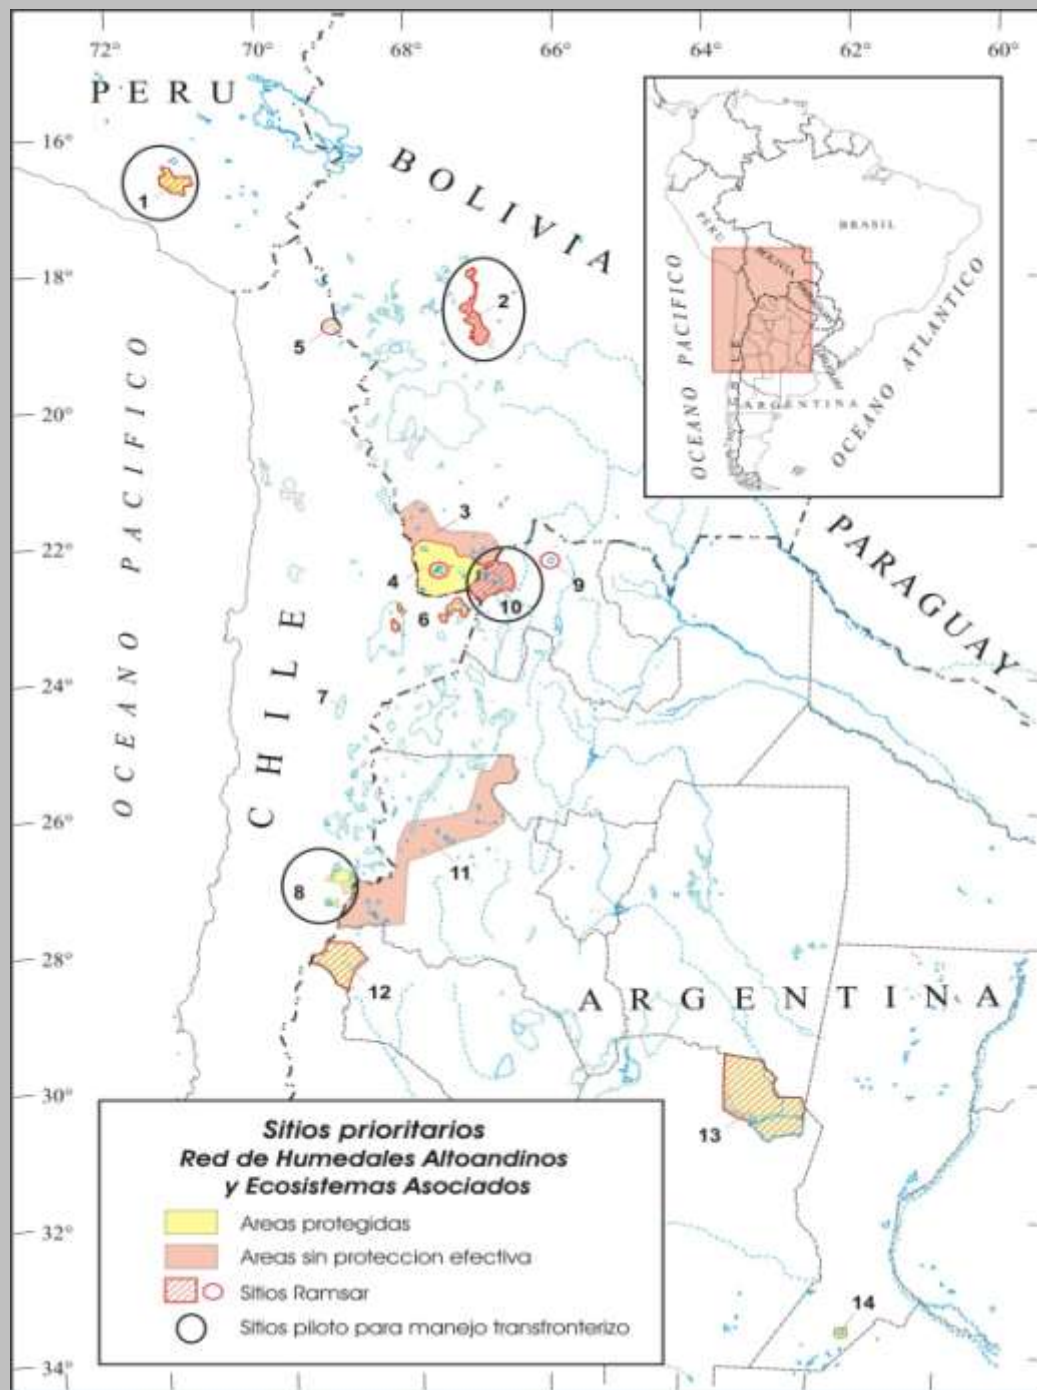 72° 70° 68° 66° 64° 62° 60°
PERU
16°
BOLIVIA
1
2
18°
5
20°
OCEANO PACIFICO
3
22°
4
9
10
6
PARAGUAY
CHILE
24°
7
26°
11
8
28°
12
ARGENTINA
30°
13
32°
14
34°
PERU
BRASIL
BOLIVIA
PARAGUAY
URUGUAY
CHILE
ARGENTINA
OCEANO PACIFICO
OCEANO ATLANTICO
Sitios prioritarios
Red de Humedales Altoandinos
y Ecosistemas Asociados
Areas protegidas
Areas sin proteccion efectiva
Sitios Ramsar
Sitios piloto para manejo transfronterizo